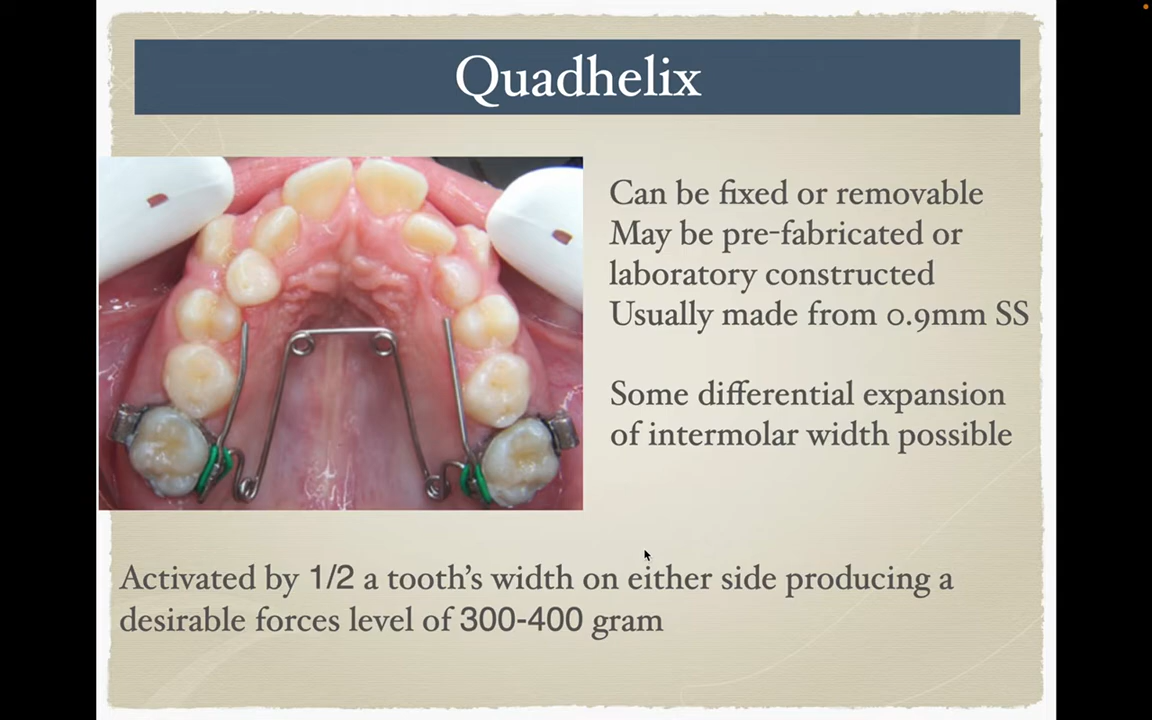 Quadhelix
Can be fixed or removable
May be pre-fabricated or
laboratory constructed
Usually made from 0.9mm SS
Some differential expansion
of intermolar width possible
Activated by 1/2 a tooth's width on either side producing a
desirable forces level of 300-400 gram